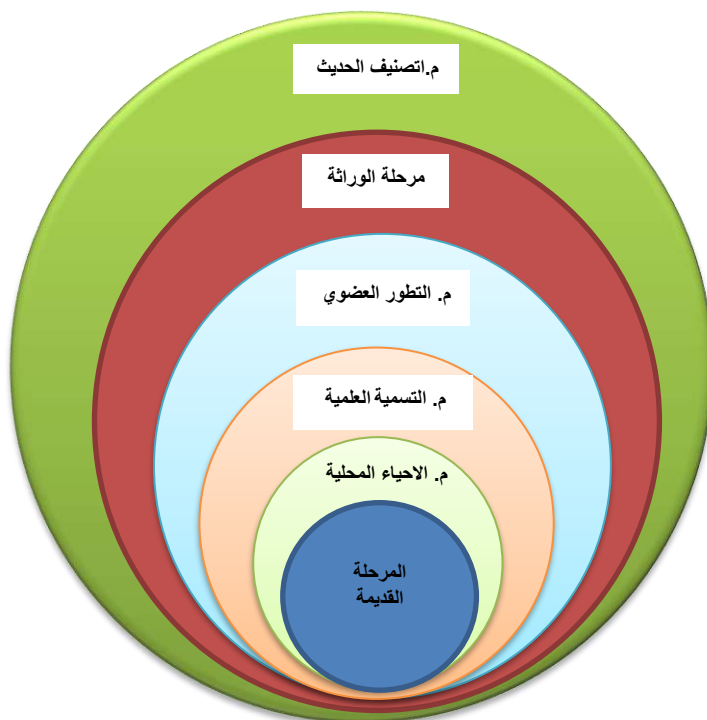 م.اتصنيف الحديث
مرحلة الوراثة
م. التطور العضوي
م. التسمية العلمية
م. الاحياء المحلية
المرحلة
القديمة